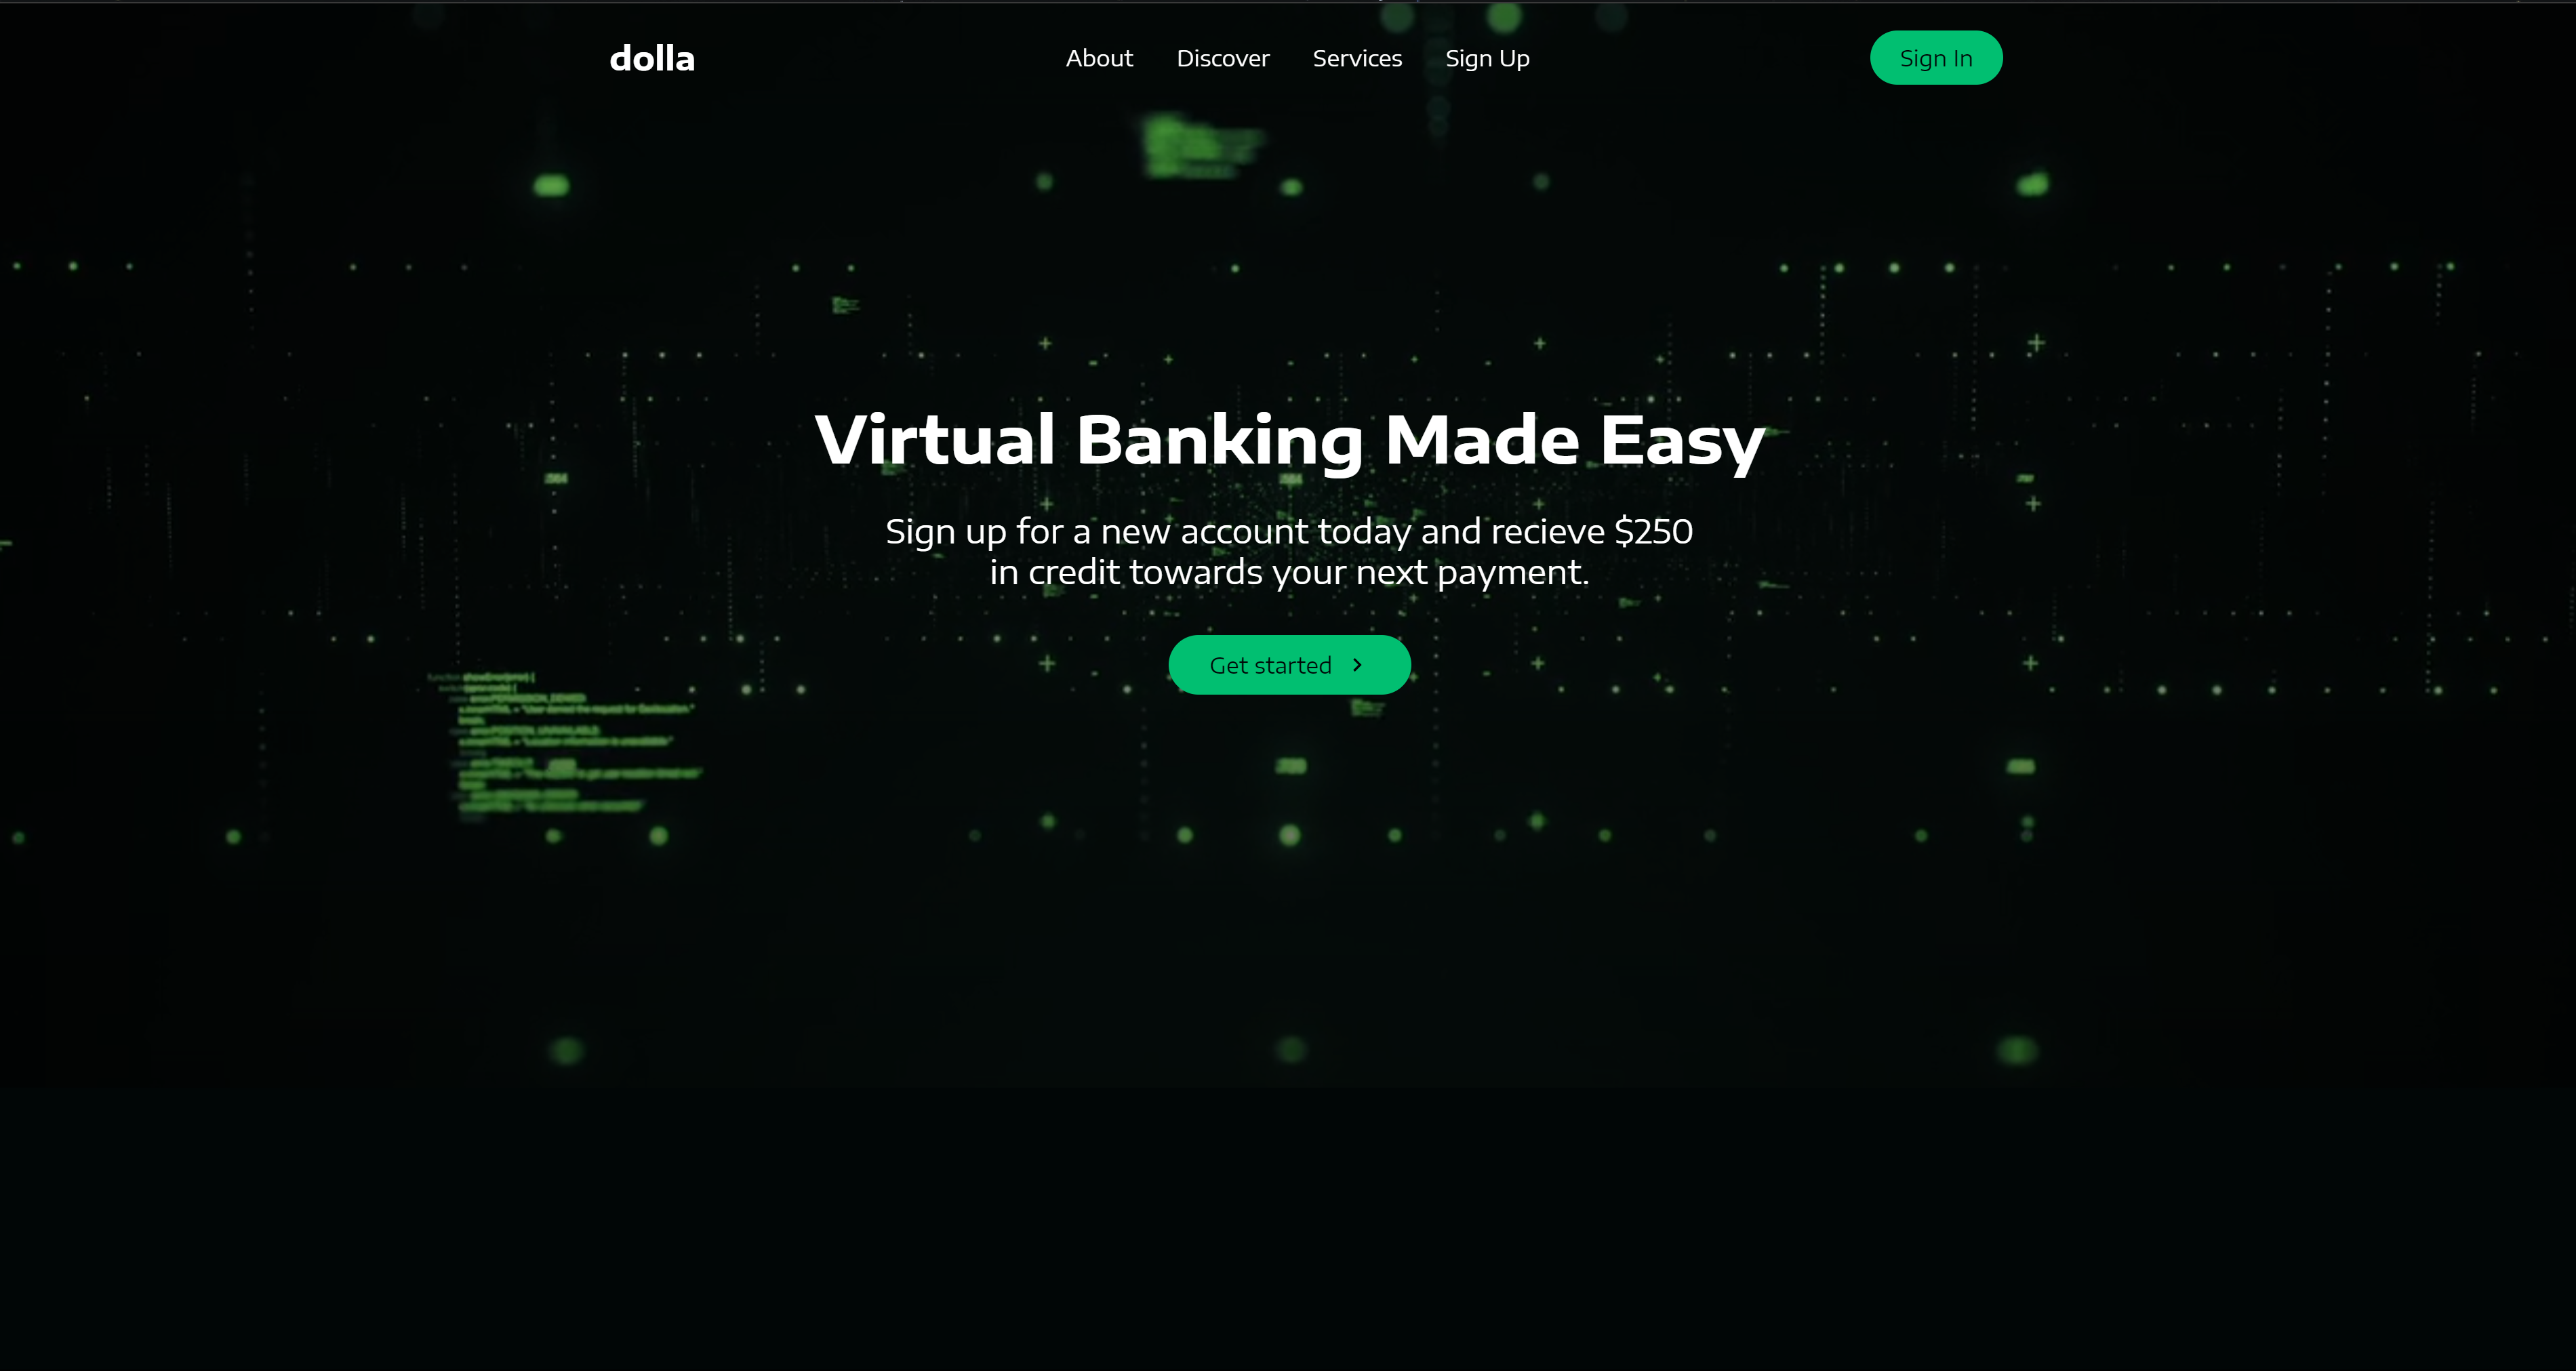 dolla
About Discover Services Sign Up
Sign In
Virtual Banking Made Easy
Sign up for a new account today and recieve $250
in credit towards your next payment.
Get started